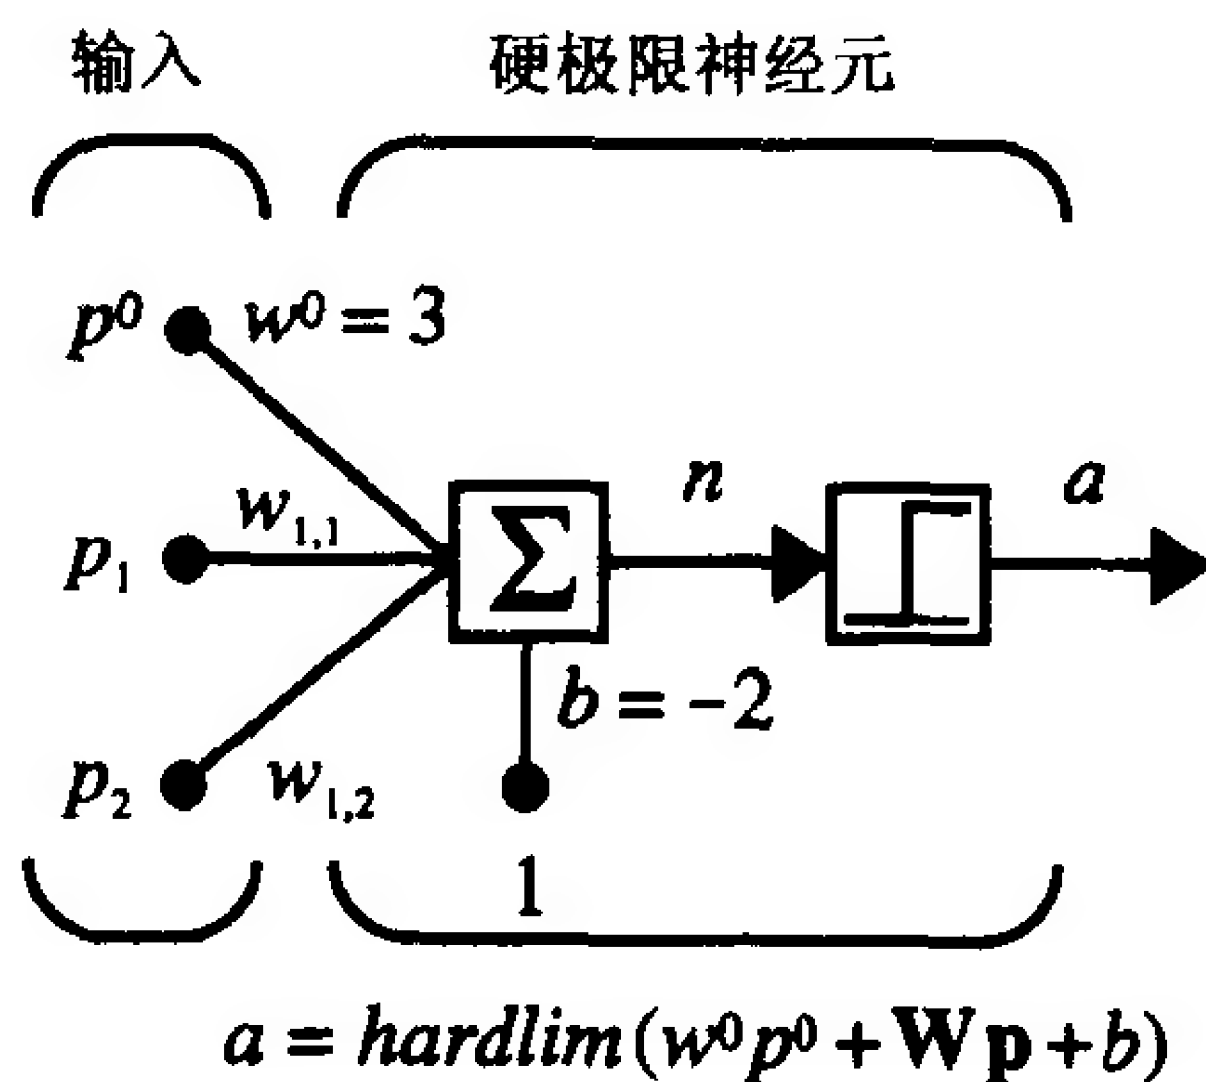 输入 硬极限神经元
p⁰ w⁰ = 3
w₁,₁ n a
p₁ Σ
b = -2
p₂ w₁,₂
1
a = hardlim(w⁰p⁰ + Wp + b)